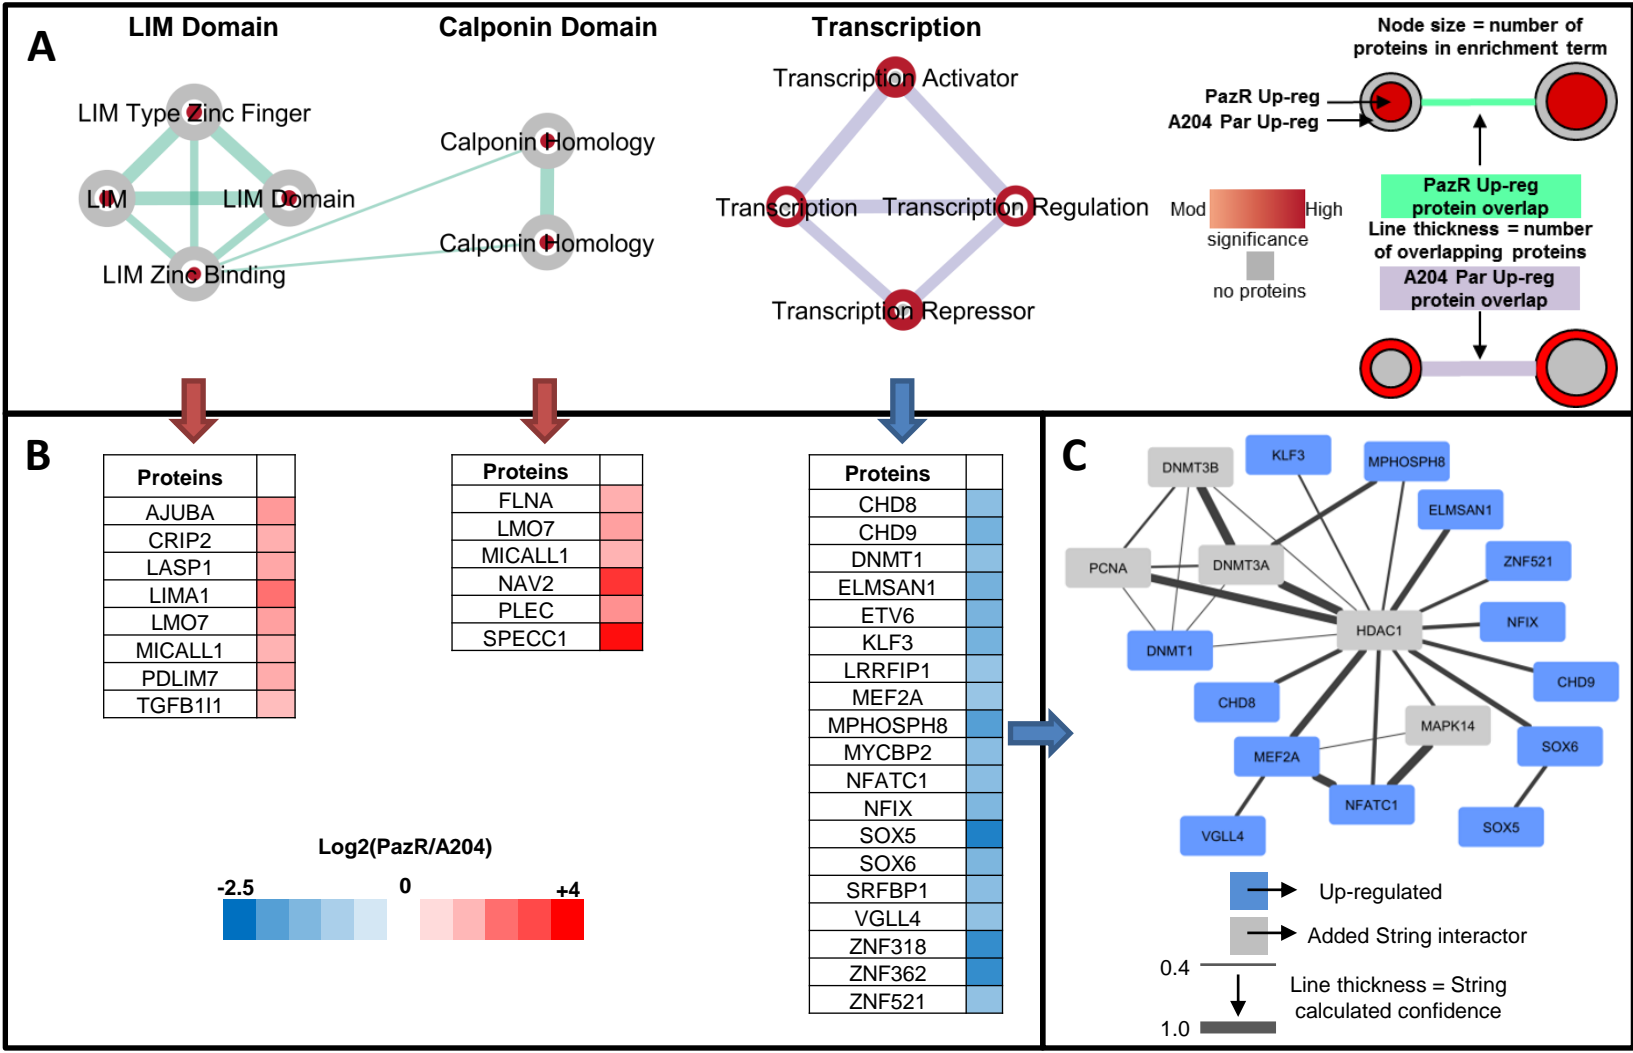 A
LIM Domain
Calponin Domain
Transcription
LIM Type Zinc Finger
LIM
LIM Domain
LIM Zinc Binding
Calponin Homology
Calponin Homology
Transcription Activator
Transcription
Transcription Regulation
Transcription Repressor
Node size = number of
proteins in enrichment term
PazR Up-reg
A204 Par Up-reg
PazR Up-reg
protein overlap
Mod
High
significance
no proteins
Line thickness = number
of overlapping proteins
A204 Par Up-reg
protein overlap
B
Proteins
AJUBA
CRIP2
LASP1
LIMA1
LMO7
MICALL1
PDLIM7
TGFB1I1
Proteins
FLNA
LMO7
MICALL1
NAV2
PLEC
SPECC1
Proteins
CHD8
CHD9
DNMT1
ELMSAN1
ETV6
KLF3
LRRFIP1
MEF2A
MPHOSPH8
MYCBP2
NFATC1
NFIX
SOX5
SOX6
SRFBP1
VGLL4
ZNF318
ZNF362
ZNF521
Log2(PazR/A204)
-2.5
0
+4
C
DNMT3B
KLF3
MPHOSPH8
ELMSAN1
ZNF521
PCNA
DNMT3A
NFIX
HDAC1
DNMT1
CHD9
CHD8
MAPK14
SOX6
MEF2A
NFATC1
SOX5
VGLL4
Up-regulated
Added String interactor
0.4
Line thickness = String
calculated confidence
1.0